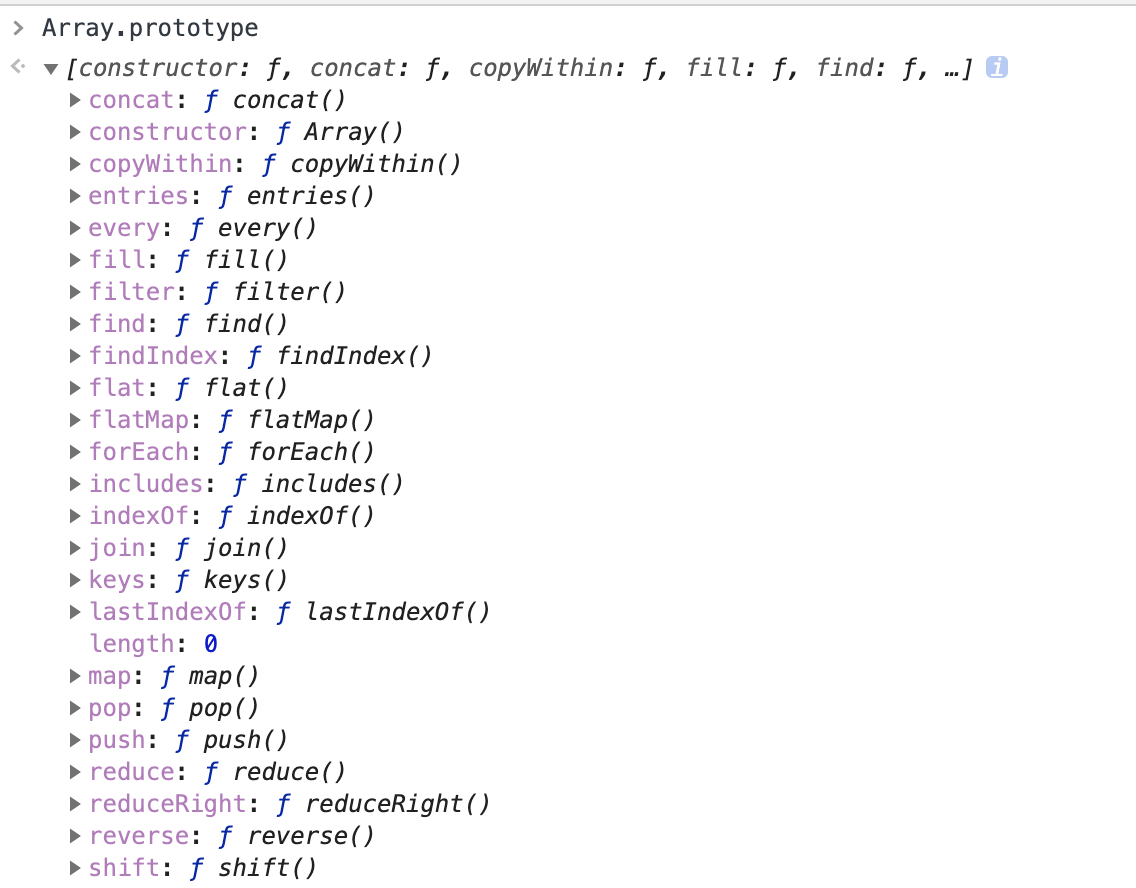 > Array.prototype
[constructor: ƒ, concat: ƒ, copyWithin: ƒ, fill: ƒ, find: ƒ, …] i
concat: ƒ concat()
constructor: ƒ Array()
copyWithin: ƒ copyWithin()
entries: ƒ entries()
every: ƒ every()
fill: ƒ fill()
filter: ƒ filter()
find: ƒ find()
findIndex: ƒ findIndex()
flat: ƒ flat()
flatMap: ƒ flatMap()
forEach: ƒ forEach()
includes: ƒ includes()
indexOf: ƒ indexOf()
join: ƒ join()
keys: ƒ keys()
lastIndexOf: ƒ lastIndexOf()
length: 0
map: ƒ map()
pop: ƒ pop()
push: ƒ push()
reduce: ƒ reduce()
reduceRight: ƒ reduceRight()
reverse: ƒ reverse()
shift: ƒ shift()